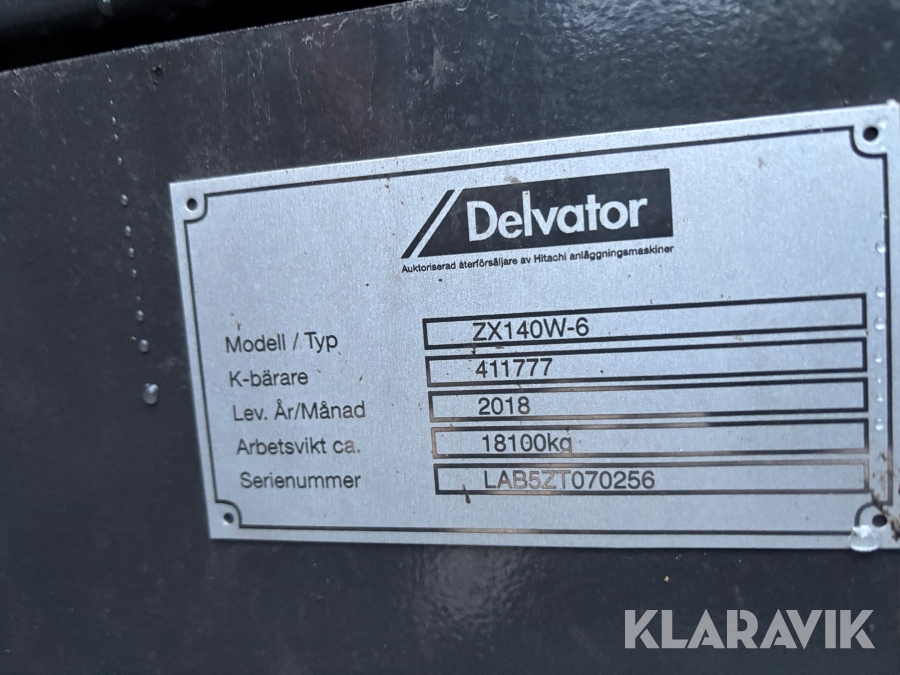 Delvator
Auktoriserad återförsäljare av Hitachi anläggningsmaskiner
Modell / Typ ZX140W-6
K-bärare 411777
Lev. År/Månad 2018
Arbetsvikt ca. 18100kg
Serienummer LAB5ZT070256
KLARAVIK